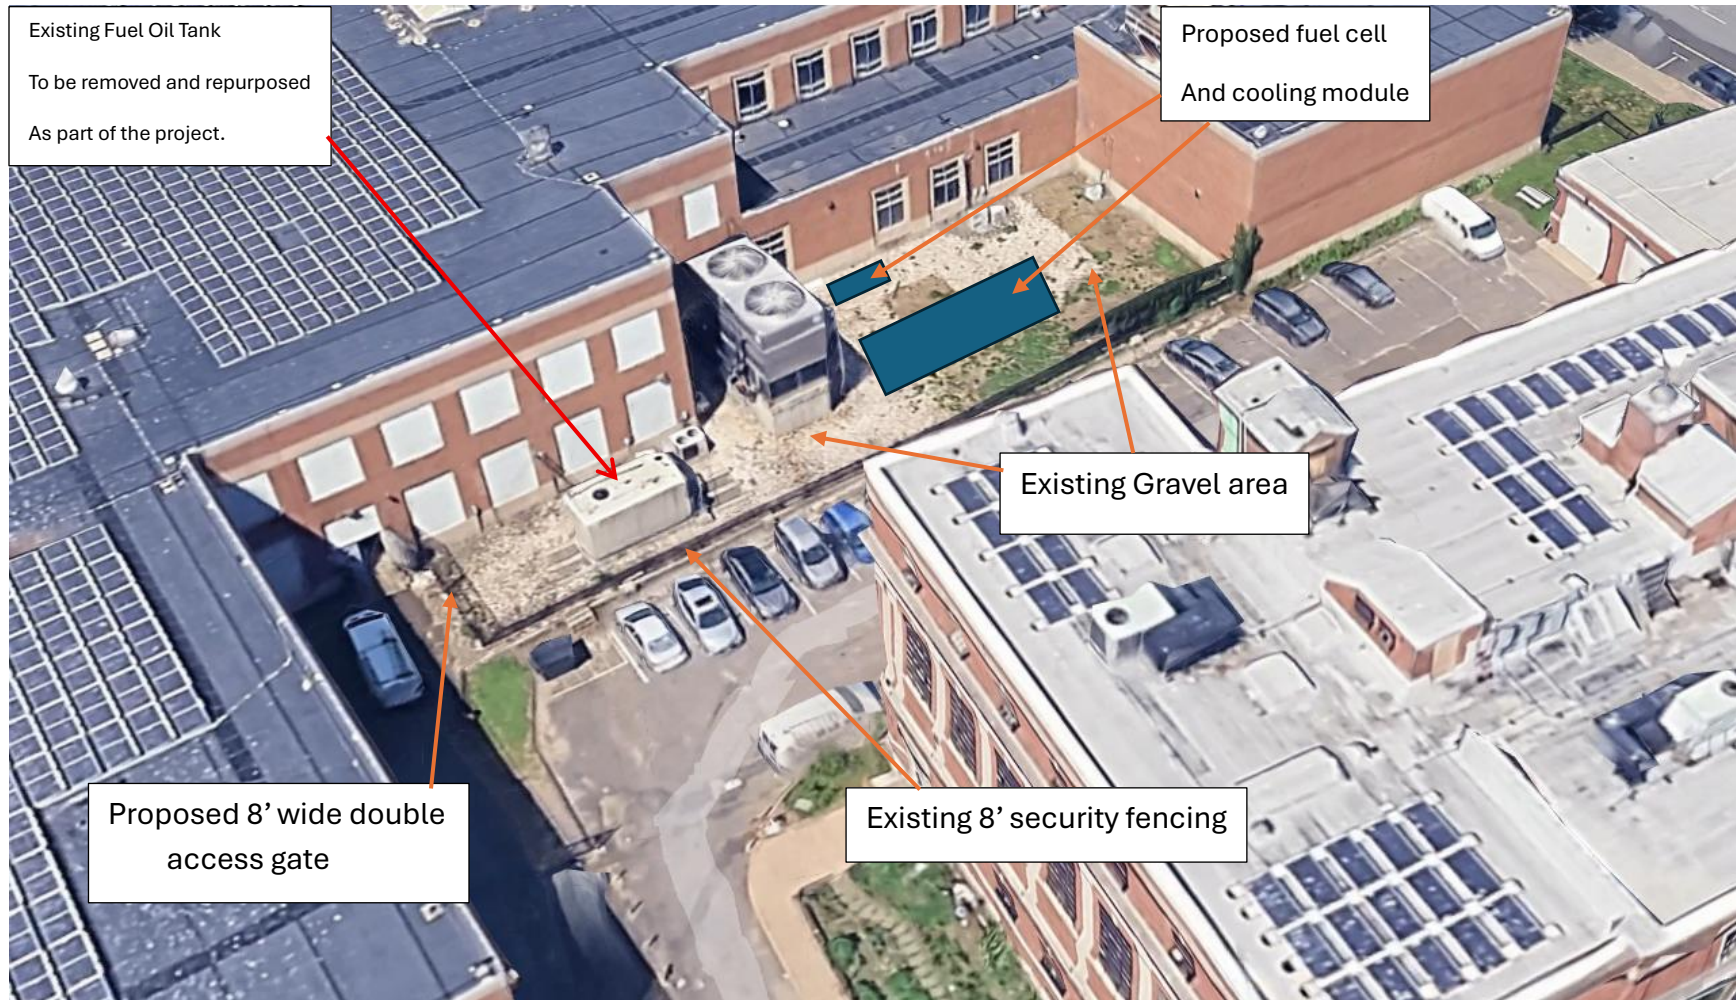 Existing Fuel Oil Tank
To be removed and repurposed
As part of the project.
Proposed fuel cell
And cooling module
Existing Gravel area
Proposed 8’ wide double
access gate
Existing 8’ security fencing